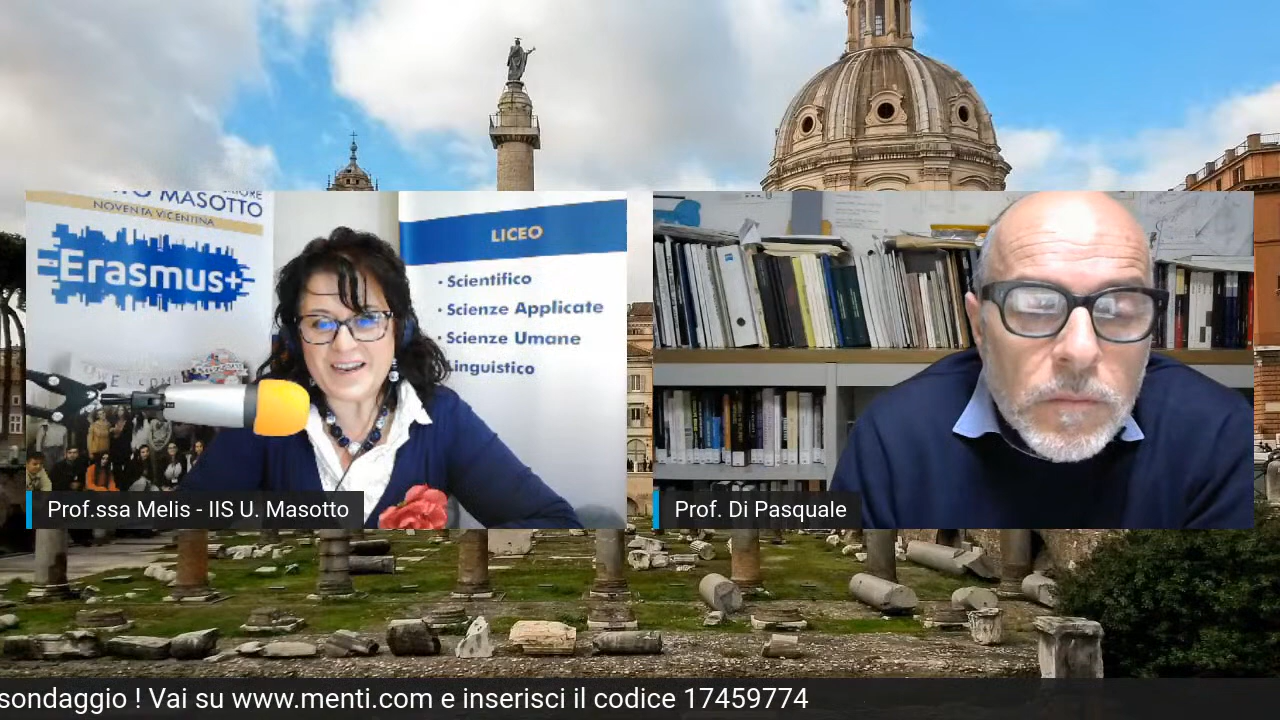 MASOTTO
NOVENTA VICENTINA
Erasmus+
WELCOME
LICEO
· Scientifico
· Scienze Applicate
· Scienze Umane
Linguistico
Prof.ssa Melis - IIS U. Masotto
Prof. Di Pasquale
sondaggio ! Vai su www.menti.com e inserisci il codice 17459774